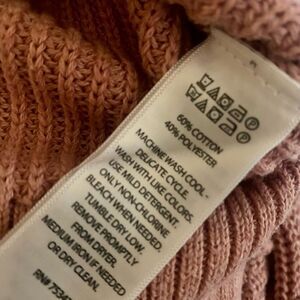 60% COTTON
40% POLYESTER
MACHINE WASH COOL -
DELICATE CYCLE.
WASH WITH LIKE COLORS.
USE MILD DETERGENT.
ONLY NON-CHLORINE
BLEACH WHEN NEEDED.
TUMBLE DRY LOW.
REMOVE PROMPTLY
FROM DRYER.
MEDIUM IRON IF NEEDED
OR DRY CLEAN.
RN#